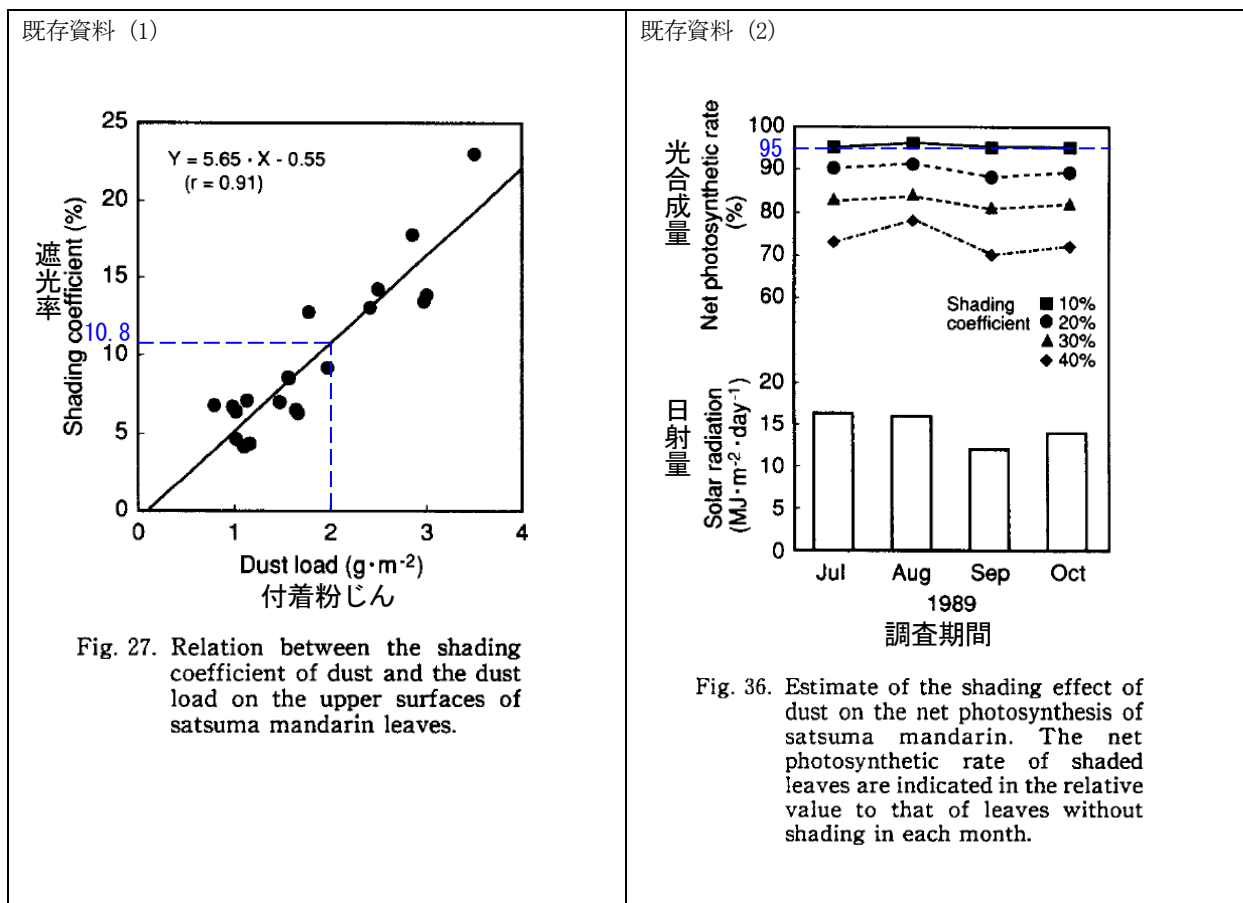 既存資料 (1)
25
20
15
10.8
10
5
0
Y = 5.65・X - 0.55
(r = 0.91)
遮光率
Shading coefficient (%)
0
1
2
3
4
Dust load (g・m⁻²)
付着粉じん
Fig. 27. Relation between the shading
coefficient of dust and the dust
load on the upper surfaces of
satsuma mandarin leaves.
既存資料 (2)
光合成量
Net photosynthetic rate
(%)
100
95
90
80
70
60
Shading
coefficient
10%
20%
30%
40%
日射量
Solar radiation
(MJ・m⁻²・day⁻¹)
20
15
10
5
0
Jul
Aug
Sep
Oct
1989
調査期間
Fig. 36. Estimate of the shading effect of
dust on the net photosynthesis of
satsuma mandarin. The net
photosynthetic rate of shaded
leaves are indicated in the relative
value to that of leaves without
shading in each month.